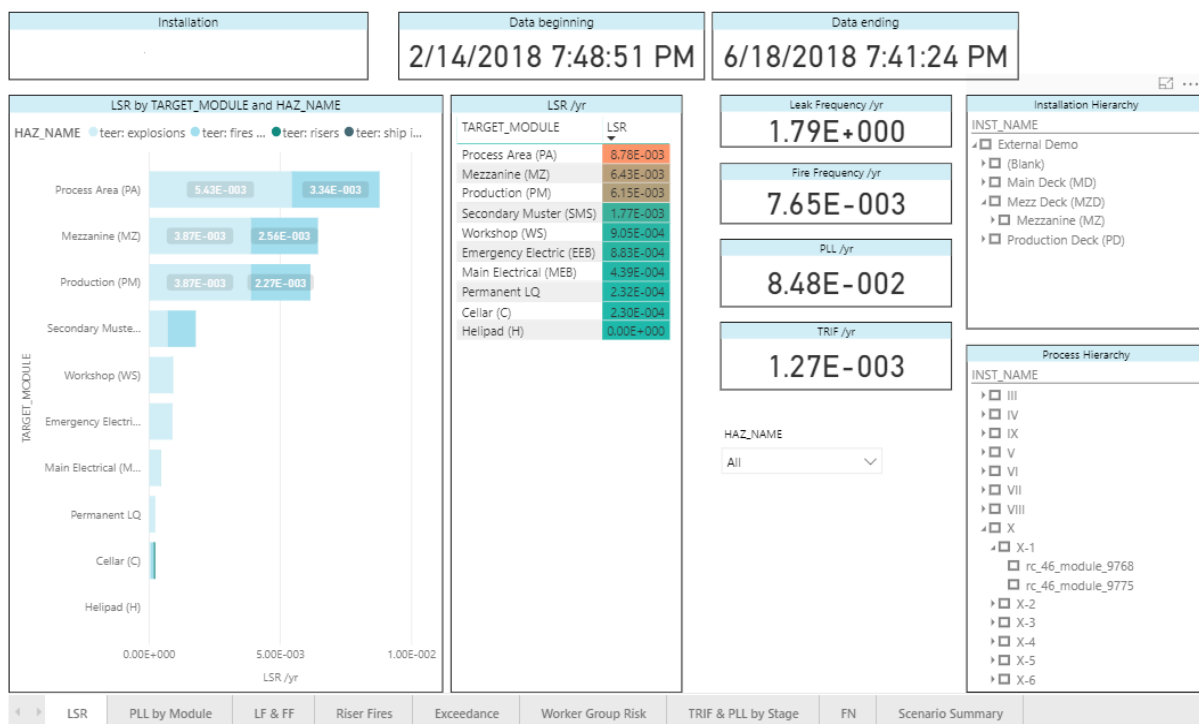 Installation
Data beginning
2/14/2018 7:48:51 PM
Data ending
6/18/2018 7:41:24 PM
LSR by TARGET_MODULE and HAZ_NAME
HAZ_NAME teer: explosions teer: fires ... teer: risers teer: ship i...
TARGET_MODULE
Process Area (PA) 5.43E-003 3.34E-003
Mezzanine (MZ) 3.87E-003 2.56E-003
Production (PM) 3.87E-003 2.27E-003
Secondary Muste...
Workshop (WS)
Emergency Electri...
Main Electrical (M...
Permanent LQ
Cellar (C)
Helipad (H)
0.00E+000 5.00E-003 1.00E-002
LSR /yr
LSR /yr
TARGET_MODULE LSR
Process Area (PA) 8.78E-003
Mezzanine (MZ) 6.43E-003
Production (PM) 6.15E-003
Secondary Muster (SMS) 1.77E-003
Workshop (WS) 9.05E-004
Emergency Electric (EEB) 8.83E-004
Main Electrical (MEB) 4.39E-004
Permanent LQ 2.32E-004
Cellar (C) 2.30E-004
Helipad (H) 0.00E+000
Leak Frequency /yr
1.79E+000
Fire Frequency /yr
7.65E-003
PLL /yr
8.48E-002
TRIF /yr
1.27E-003
HAZ_NAME
All
Installation Hierarchy
INST_NAME
External Demo
(Blank)
Main Deck (MD)
Mezz Deck (MZD)
Mezzanine (MZ)
Production Deck (PD)
Process Hierarchy
INST_NAME
III
IV
IX
V
VI
VII
VIII
X
X-1
rc_46_module_9768
rc_46_module_9775
X-2
X-3
X-4
X-5
X-6
LSR PLL by Module LF & FF Riser Fires Exceedance Worker Group Risk TRIF & PLL by Stage FN Scenario Summary